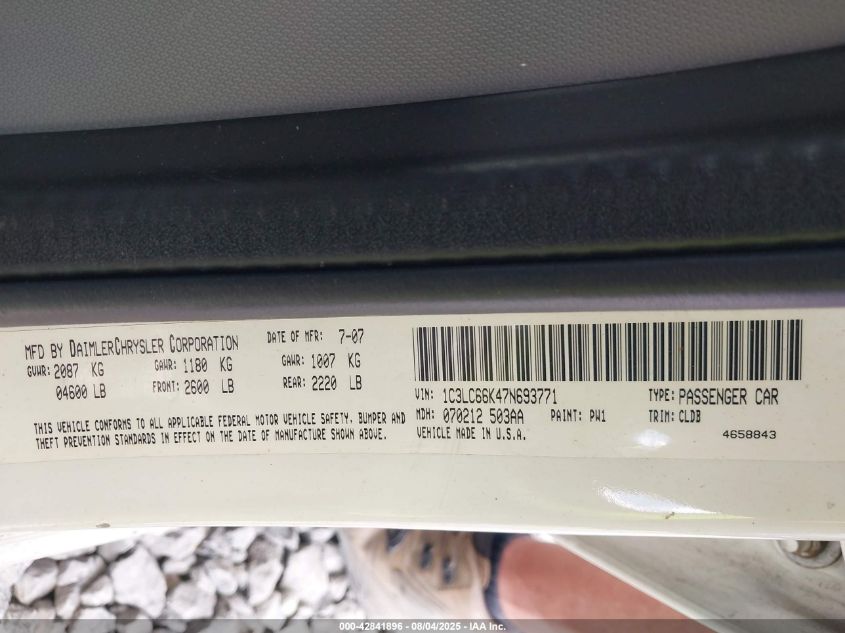 MFD BY DAIMLERCHRYSLER CORPORATION DATE OF MFR: 7-07
GVWR: 2087 KG GAWR: 1180 KG GAWR: 1007 KG
04600 LB FRONT: 2600 LB REAR: 2220 LB
THIS VEHICLE CONFORMS TO ALL APPLICABLE FEDERAL MOTOR VEHICLE SAFETY, BUMPER AND
THEFT PREVENTION STANDARDS IN EFFECT ON THE DATE OF MANUFACTURE SHOWN ABOVE.
VIN: 1C3LC66K47N693771 TYPE: PASSENGER CAR
MDH: 070212 503AA PAINT: PW1 TRIM: CLDB
VEHICLE MADE IN U.S.A. 4658843
000-42841896 - 08/04/2025 - IAA Inc.